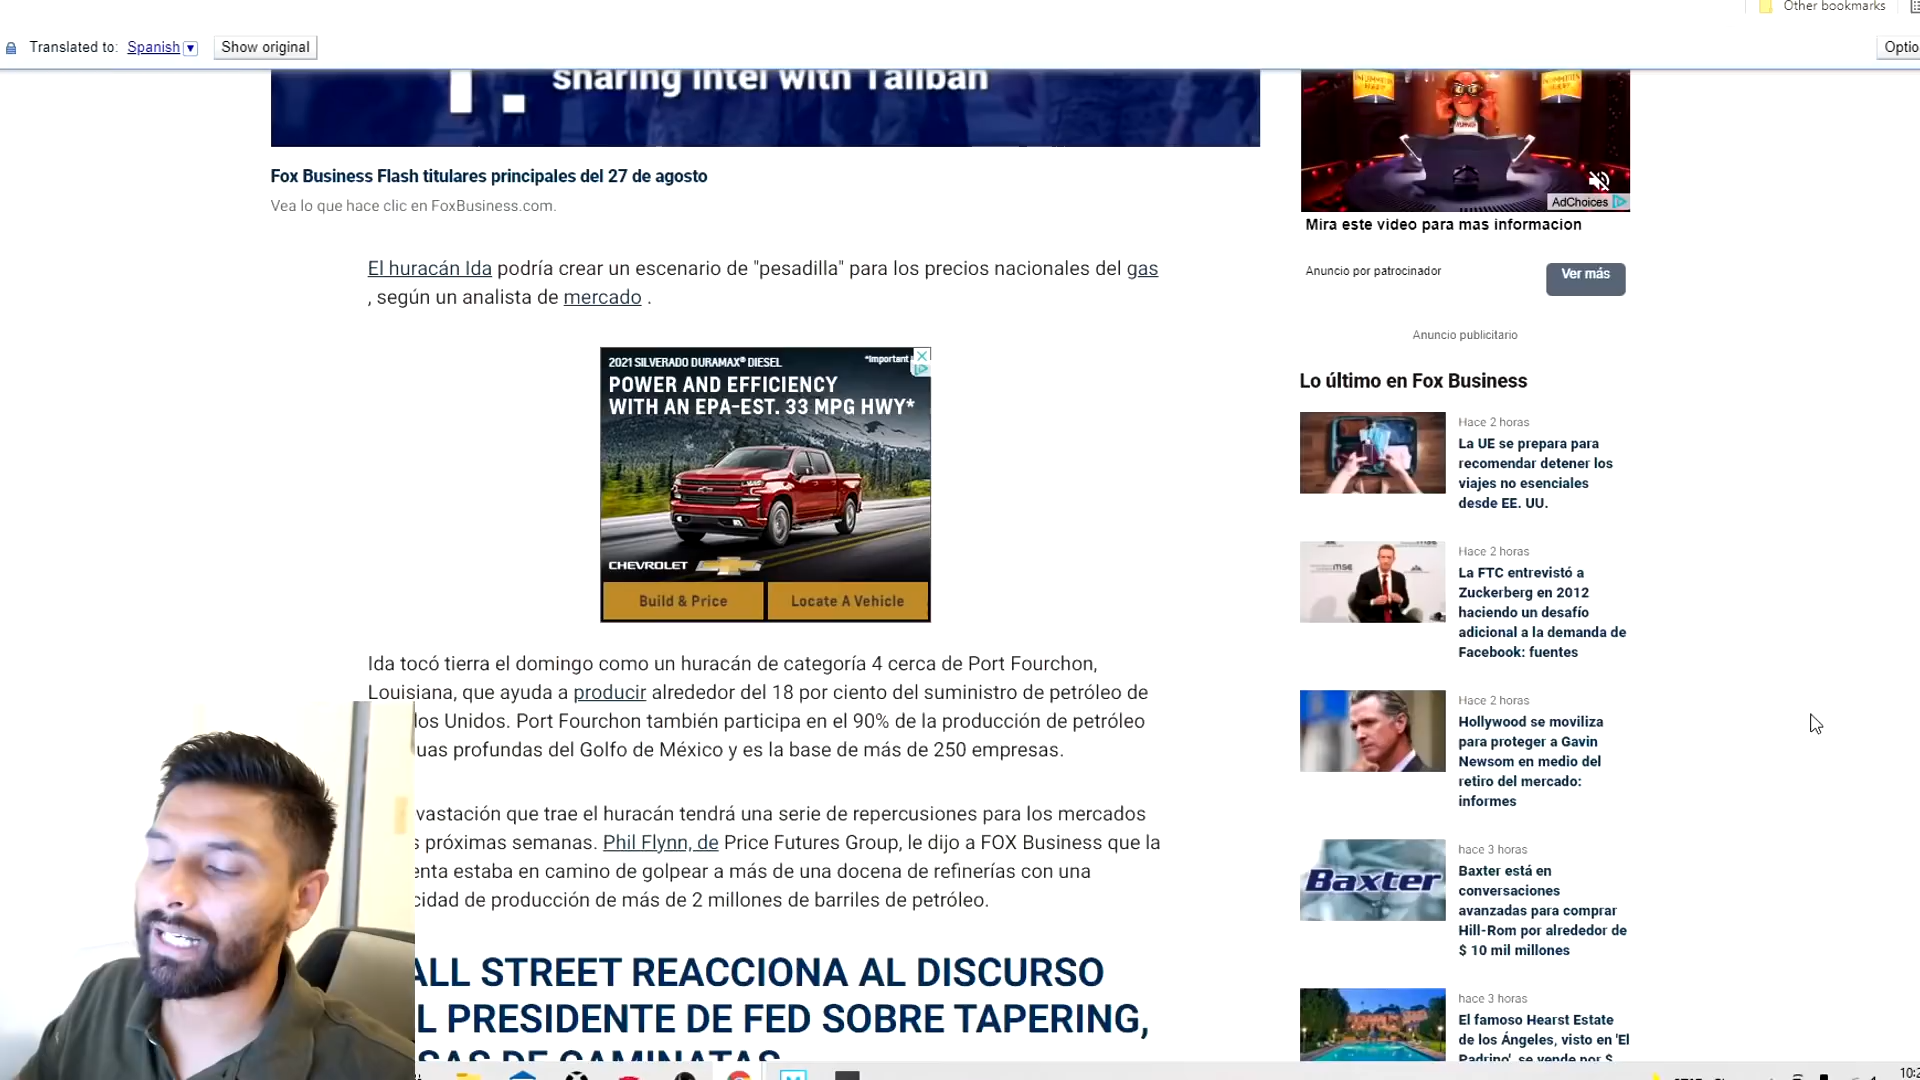 Other bookmarks
Translated to: Spanish Show original
sharing intel with Taliban
Fox Business Flash titulares principales del 27 de agosto
Vea lo que hace clic en FoxBusiness.com.
El huracán Ida podría crear un escenario de "pesadilla" para los precios nacionales del gas
, según un analista de mercado .
2021 SILVERADO DURAMAX® DIESEL
*Important
POWER AND EFFICIENCY
WITH AN EPA-EST. 33 MPG HWY*
CHEVROLET
Build & Price
Locate A Vehicle
Ida tocó tierra el domingo como un huracán de categoría 4 cerca de Port Fourchon,
Louisiana, que ayuda a producir alrededor del 18 por ciento del suministro de petróleo de
los Unidos. Port Fourchon también participa en el 90% de la producción de petróleo
uas profundas del Golfo de México y es la base de más de 250 empresas.
vastación que trae el huracán tendrá una serie de repercusiones para los mercados
s próximas semanas. Phil Flynn, de Price Futures Group, le dijo a FOX Business que la
enta estaba en camino de golpear a más de una docena de refinerías con una
cidad de producción de más de 2 millones de barriles de petróleo.
ALL STREET REACCIONA AL DISCURSO
L PRESIDENTE DE FED SOBRE TAPERING,
SAS DE CAMINATAS
AdChoices
Mira este video para mas informacion
Anuncio por patrocinador
Ver más
Anuncio publicitario
Lo último en Fox Business
Hace 2 horas
La UE se prepara para
recomendar detener los
viajes no esenciales
desde EE. UU.
Hace 2 horas
La FTC entrevistó a
Zuckerberg en 2012
haciendo un desafío
adicional a la demanda de
Facebook: fuentes
Hace 2 horas
Hollywood se moviliza
para proteger a Gavin
Newsom en medio del
retiro del mercado:
informes
Baxter
hace 3 horas
Baxter está en
conversaciones
avanzadas para comprar
Hill-Rom por alrededor de
$ 10 mil millones
hace 3 horas
El famoso Hearst Estate
de los Ángeles, visto en 'El
Padrino', se vende por $